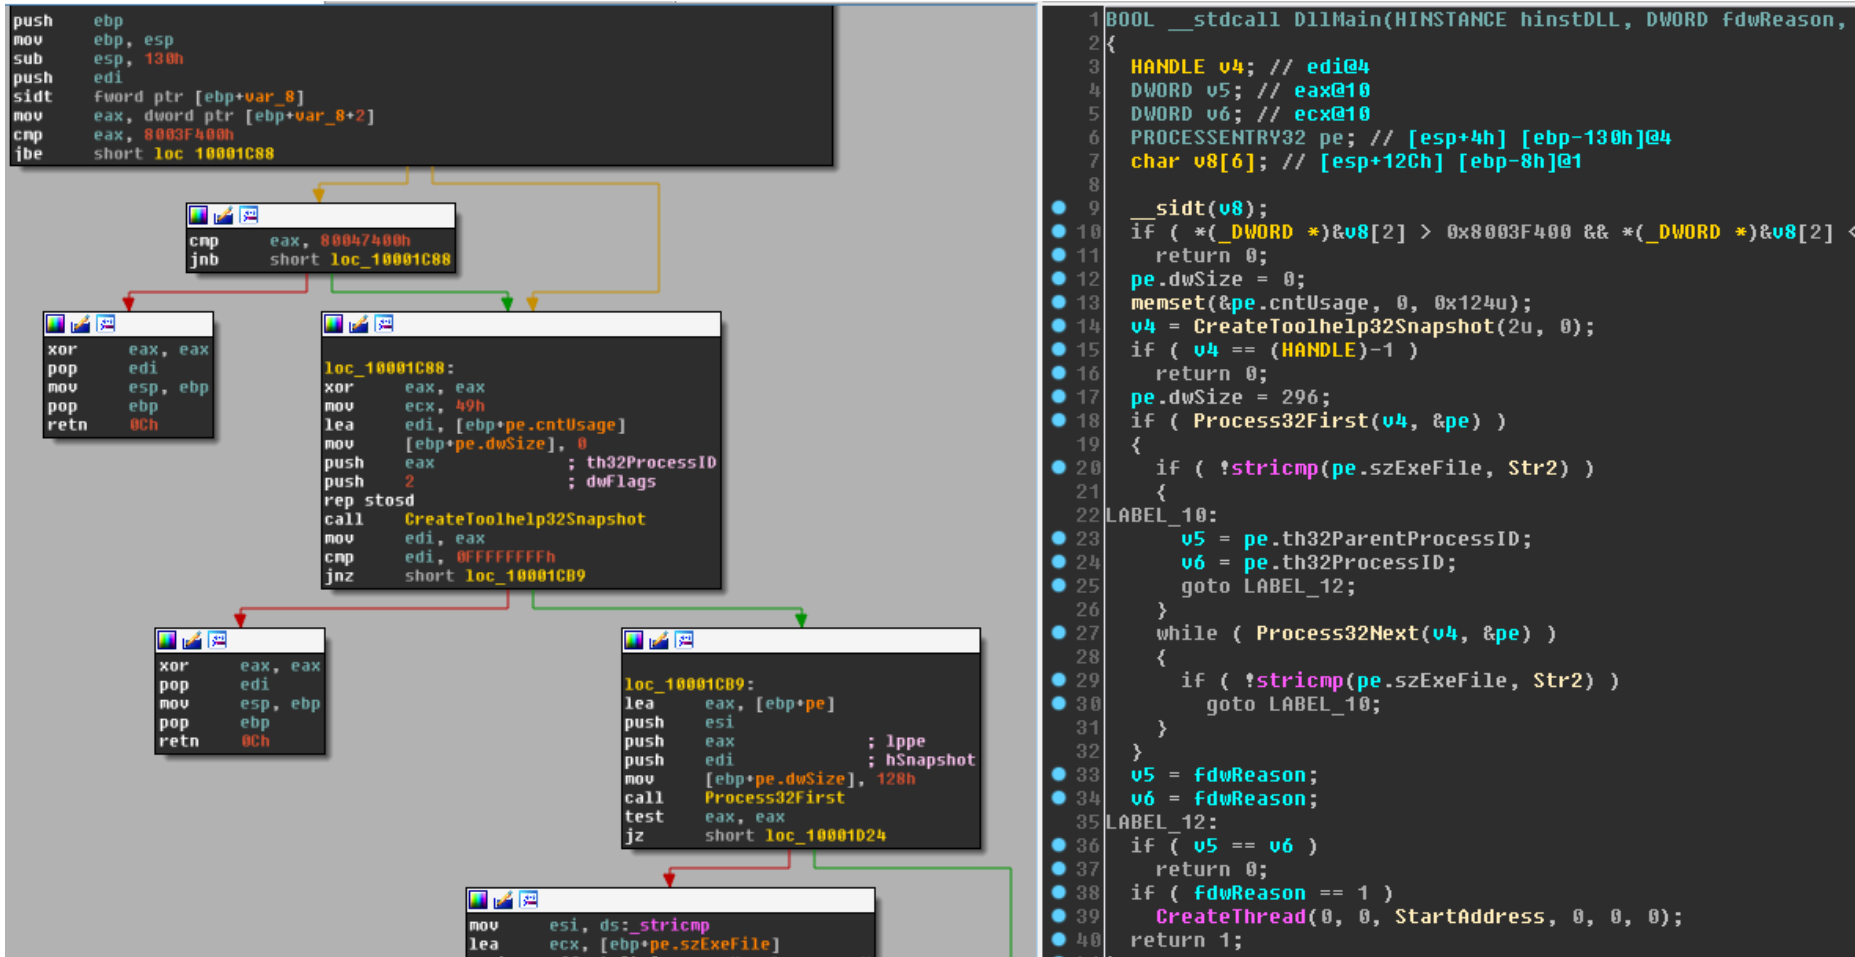 push ebp
mov ebp, esp
sub esp, 130h
push edi
sidt fword ptr [ebp+var_8]
mov eax, dword ptr [ebp+var_8+2]
cmp eax, 8003F400h
jbe short loc_10001C88
cmp eax, 80047400h
jnb short loc_10001C88
xor eax, eax
pop edi
mov esp, ebp
pop ebp
retn 0Ch
loc_10001C88:
xor eax, eax
mov ecx, 49h
lea edi, [ebp+pe.cntUsage]
mov [ebp+pe.dwSize], 0
push eax ; th32ProcessID
push 2 ; dwFlags
rep stosd
call CreateToolhelp32Snapshot
mov edi, eax
cmp edi, 0FFFFFFFFh
jnz short loc_10001CB9
xor eax, eax
pop edi
mov esp, ebp
pop ebp
retn 0Ch
loc_10001CB9:
lea eax, [ebp+pe]
push esi
push eax ; lppe
push edi ; hSnapshot
mov [ebp+pe.dwSize], 128h
call Process32First
test eax, eax
jz short loc_10001D24
mov esi, ds:_stricmp
lea ecx, [ebp+pe.szExeFile]
1 BOOL __stdcall DllMain(HINSTANCE hinstDLL, DWORD fdwReason,
2 {
3 HANDLE v4; // edi@4
4 DWORD v5; // eax@10
5 DWORD v6; // ecx@10
6 PROCESSENTRY32 pe; // [esp+4h] [ebp-130h]@4
7 char v8[6]; // [esp+12Ch] [ebp-8h]@1
8
9 __sidt(v8);
10 if ( *(_DWORD *)&v8[2] > 0x8003F400 && *(_DWORD *)&v8[2] <
11 return 0;
12 pe.dwSize = 0;
13 memset(&pe.cntUsage, 0, 0x124u);
14 v4 = CreateToolhelp32Snapshot(2u, 0);
15 if ( v4 == (HANDLE)-1 )
16 return 0;
17 pe.dwSize = 296;
18 if ( Process32First(v4, &pe) )
19 {
20 if ( !stricmp(pe.szExeFile, Str2) )
21 {
22 LABEL_10:
23 v5 = pe.th32ParentProcessID;
24 v6 = pe.th32ProcessID;
25 goto LABEL_12;
26 }
27 while ( Process32Next(v4, &pe) )
28 {
29 if ( !stricmp(pe.szExeFile, Str2) )
30 goto LABEL_10;
31 }
32 }
33 v5 = fdwReason;
34 v6 = fdwReason;
35 LABEL_12:
36 if ( v5 == v6 )
37 return 0;
38 if ( fdwReason == 1 )
39 CreateThread(0, 0, StartAddress, 0, 0, 0);
40 return 1;